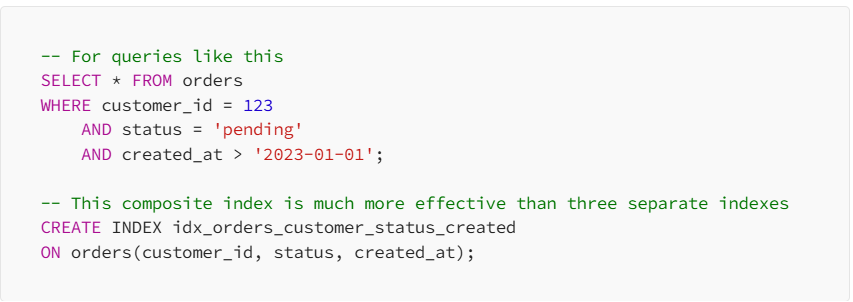 -- For queries like this
SELECT * FROM orders
WHERE customer_id = 123
    AND status = 'pending'
    AND created_at > '2023-01-01';

-- This composite index is much more effective than three separate indexes
CREATE INDEX idx_orders_customer_status_created
ON orders(customer_id, status, created_at);